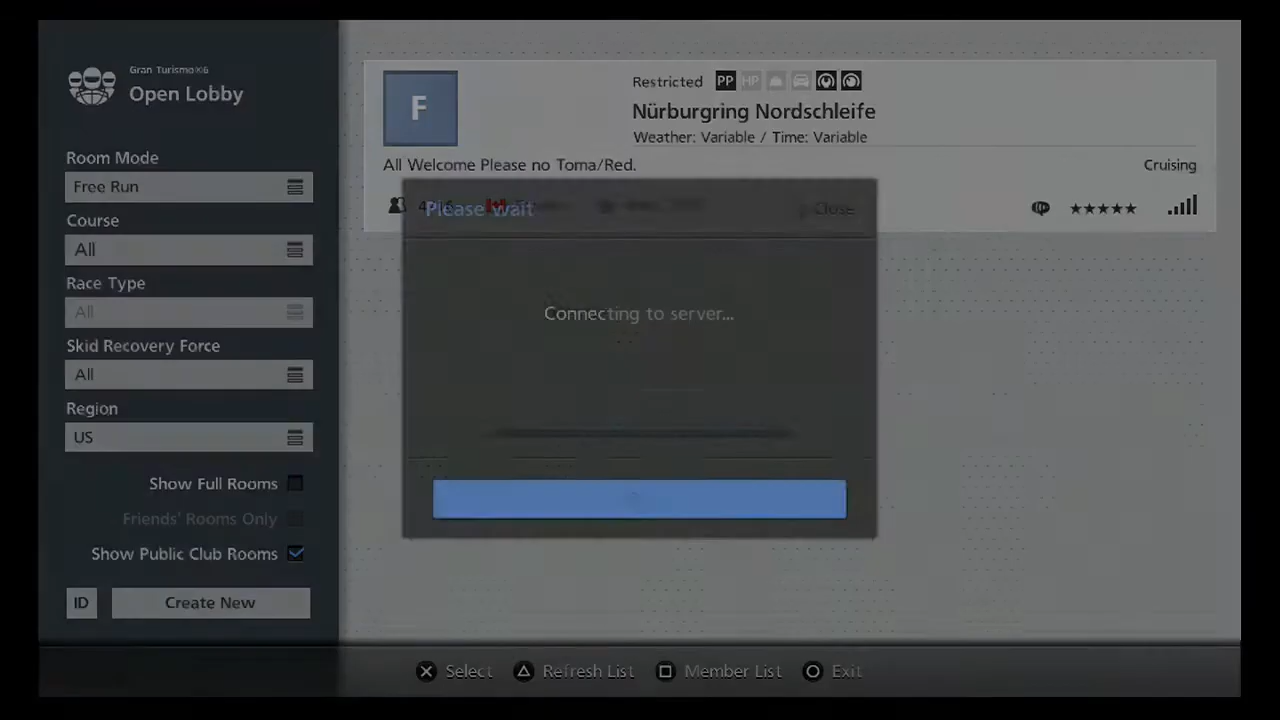 Gran Turismo®6
Open Lobby
Room Mode
Free Run
Course
All
Race Type
All
Skid Recovery Force
All
Region
US
Show Full Rooms
Friends' Rooms Only
Show Public Club Rooms
ID
Create New
F
Restricted PP HP
Nürburgring Nordschleife
Weather: Variable / Time: Variable
All Welcome Please no Toma/Red.
Cruising
★★★★★
Please wait
Close
Connecting to server...
Select
Refresh List
Member List
Exit